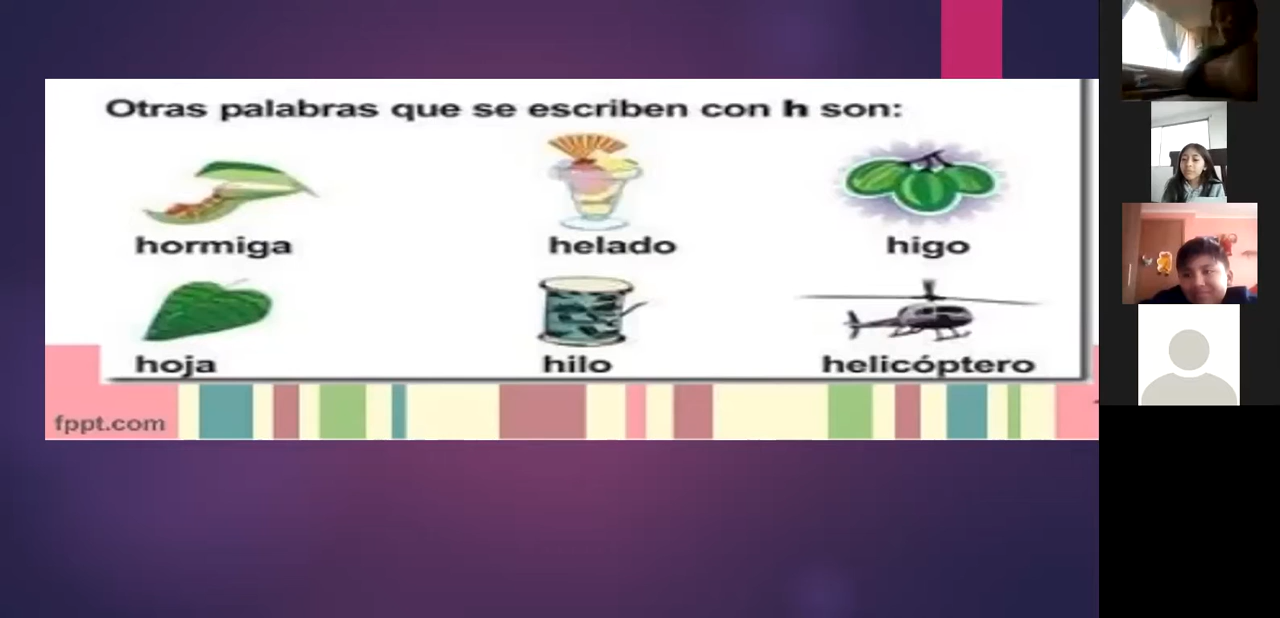 Otras palabras que se escriben con h son:
hormiga helado higo
hoja hilo helicóptero
fppt.com